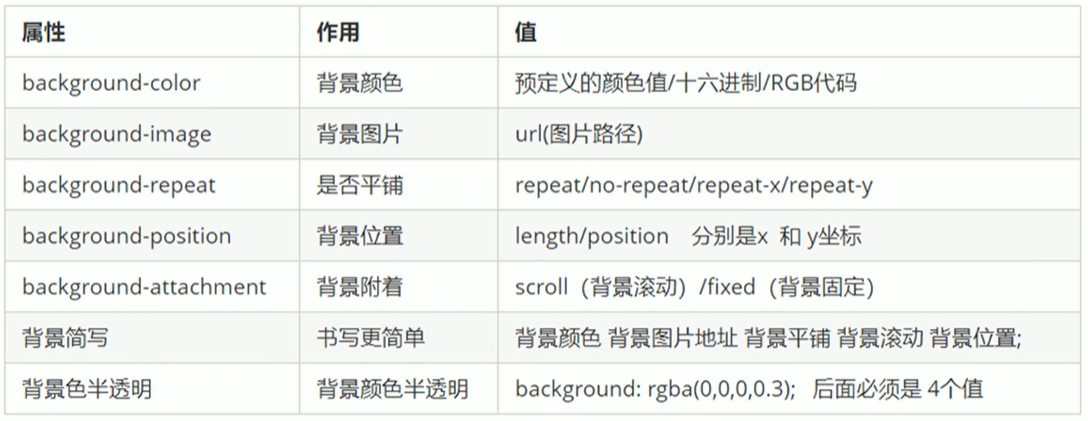 属性 作用 值
background-color 背景颜色 预定义的颜色值/十六进制/RGB代码
background-image 背景图片 url(图片路径)
background-repeat 是否平铺 repeat/no-repeat/repeat-x/repeat-y
background-position 背景位置 length/position 分别是x 和 y坐标
background-attachment 背景附着 scroll（背景滚动）/fixed（背景固定）
背景简写 书写更简单 背景颜色 背景图片地址 背景平铺 背景滚动 背景位置;
背景色半透明 背景颜色半透明 background: rgba(0,0,0,0.3); 后面必须是 4个值